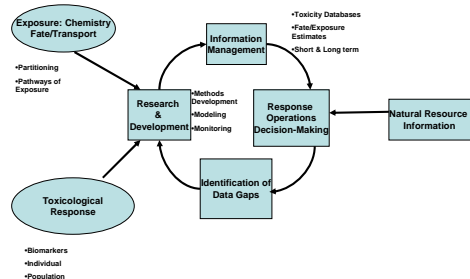 Exposure: Chemistry
Fate/Transport
•Partitioning
•Pathways of
Exposure
Information
Management
•Toxicity Databases
•Fate/Exposure
Estimates
•Short & Long term
Research
&
Development
•Methods
Development
•Modeling
•Monitoring
Response
Operations
Decision-Making
Natural Resource
Information
Identification of
Data Gaps
Toxicological
Response
•Biomarkers
•Individual
•Population